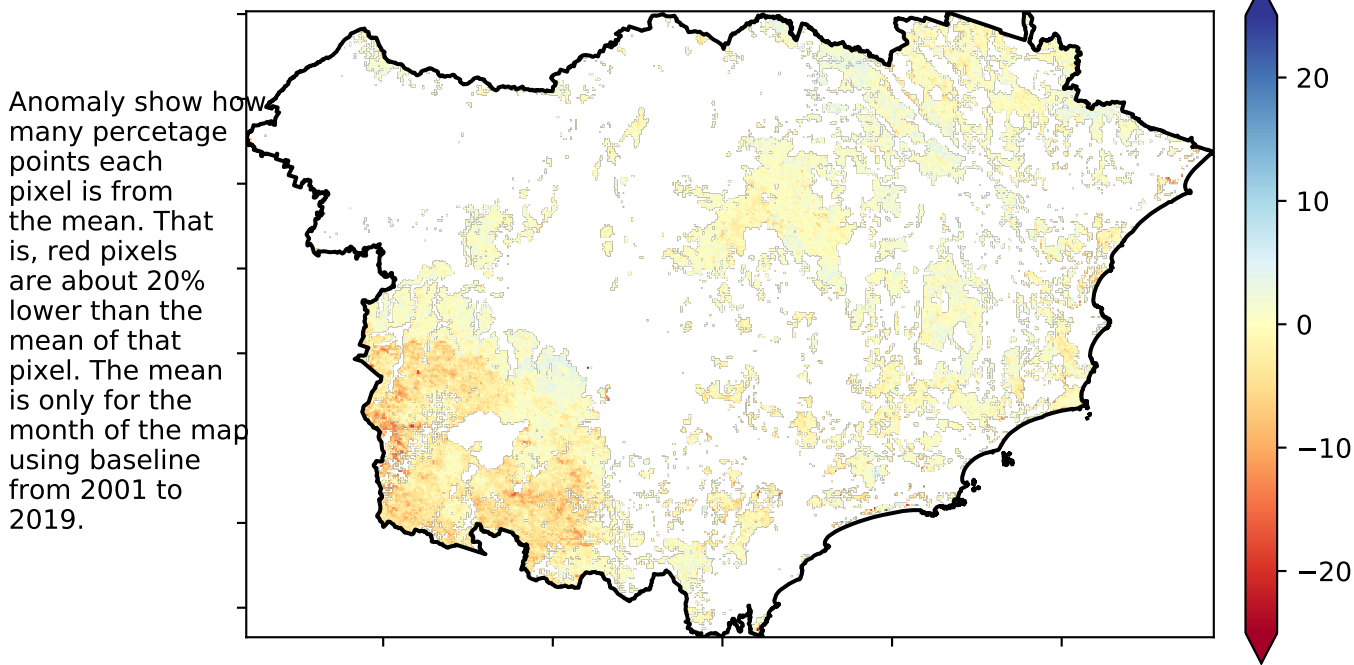 Anomaly show how
many percetage
points each
pixel is from
the mean. That
is, red pixels
are about 20%
lower than the
mean of that
pixel. The mean
is only for the
month of the map
using baseline
from 2001 to
2019.
20
10
0
−10
−20